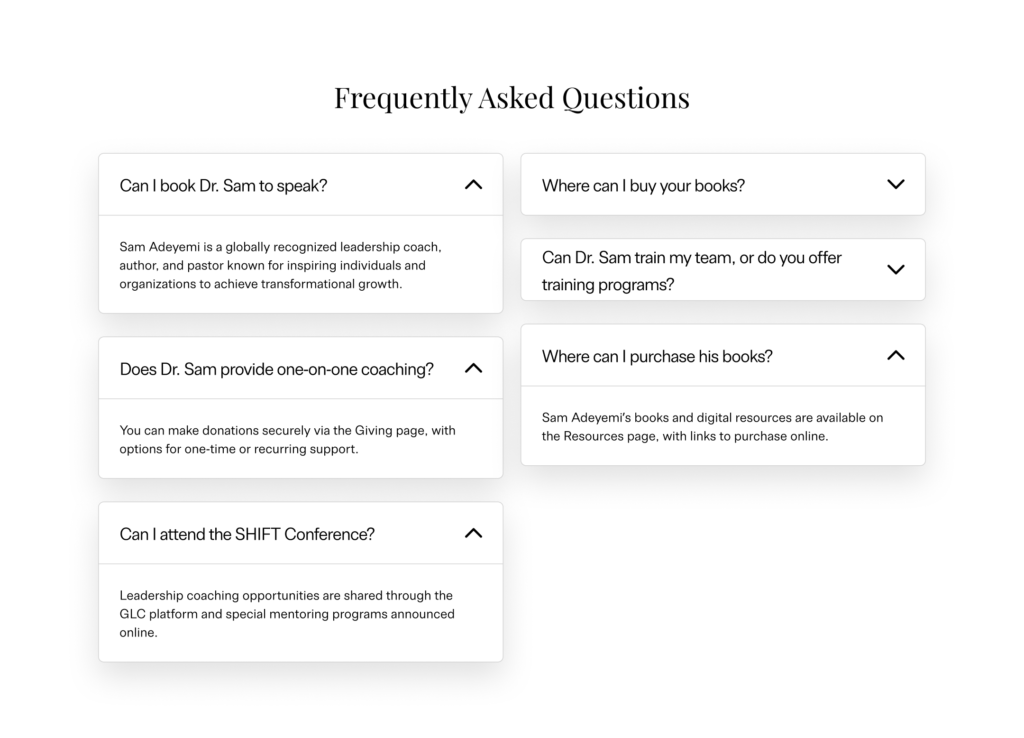 Frequently Asked Questions
Can I book Dr. Sam to speak?
Sam Adeyemi is a globally recognized leadership coach,
author, and pastor known for inspiring individuals and
organizations to achieve transformational growth.
Does Dr. Sam provide one-on-one coaching?
You can make donations securely via the Giving page, with
options for one-time or recurring support.
Can I attend the SHIFT Conference?
Leadership coaching opportunities are shared through the
GLC platform and special mentoring programs announced
online.
Where can I buy your books?
Can Dr. Sam train my team, or do you offer
training programs?
Where can I purchase his books?
Sam Adeyemi's books and digital resources are available on
the Resources page, with links to purchase online.